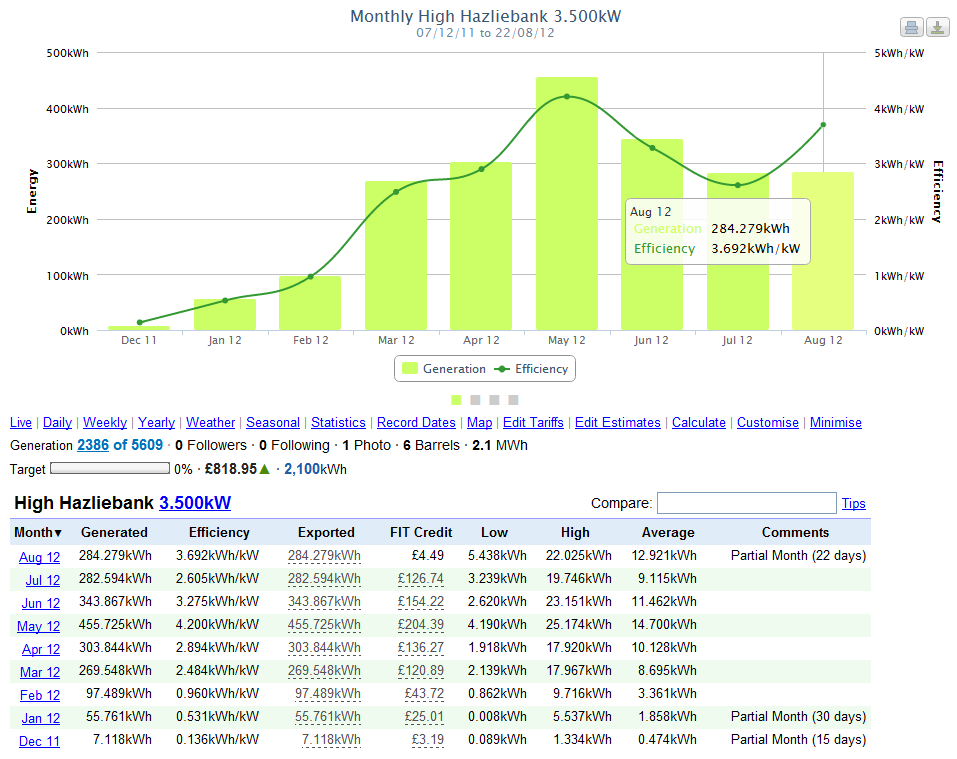 Monthly High Hazliebank 3.500kW
07/12/11 to 22/08/12
500kWh 5kWh/kW
400kWh 4kWh/kW
300kWh 3kWh/kW
200kWh 2kWh/kW
100kWh 1kWh/kW
0kWh 0kWh/kW
Energy
Efficiency
Aug 12
Generation 284.279kWh
Efficiency 3.692kWh/kW
Dec 11 Jan 12 Feb 12 Mar 12 Apr 12 May 12 Jun 12 Jul 12 Aug 12
Generation Efficiency
Live | Daily | Weekly | Yearly | Weather | Seasonal | Statistics | Record Dates | Map | Edit Tariffs | Edit Estimates | Calculate | Customise | Minimise
Generation 2386 of 5609 · 0 Followers · 0 Following · 1 Photo · 6 Barrels · 2.1 MWh
Target 0% · £818.95▲ · 2,100kWh
High Hazliebank 3.500kW Compare: Tips
Month▼ Generated Efficiency Exported FIT Credit Low High Average Comments
Aug 12 284.279kWh 3.692kWh/kW 284.279kWh £4.49 5.438kWh 22.025kWh 12.921kWh Partial Month (22 days)
Jul 12 282.594kWh 2.605kWh/kW 282.594kWh £126.74 3.239kWh 19.746kWh 9.115kWh
Jun 12 343.867kWh 3.275kWh/kW 343.867kWh £154.22 2.620kWh 23.151kWh 11.462kWh
May 12 455.725kWh 4.200kWh/kW 455.725kWh £204.39 4.190kWh 25.174kWh 14.700kWh
Apr 12 303.844kWh 2.894kWh/kW 303.844kWh £136.27 1.918kWh 17.920kWh 10.128kWh
Mar 12 269.548kWh 2.484kWh/kW 269.548kWh £120.89 2.139kWh 17.967kWh 8.695kWh
Feb 12 97.489kWh 0.960kWh/kW 97.489kWh £43.72 0.862kWh 9.716kWh 3.361kWh
Jan 12 55.761kWh 0.531kWh/kW 55.761kWh £25.01 0.008kWh 5.537kWh 1.858kWh Partial Month (30 days)
Dec 11 7.118kWh 0.136kWh/kW 7.118kWh £3.19 0.089kWh 1.334kWh 0.474kWh Partial Month (15 days)